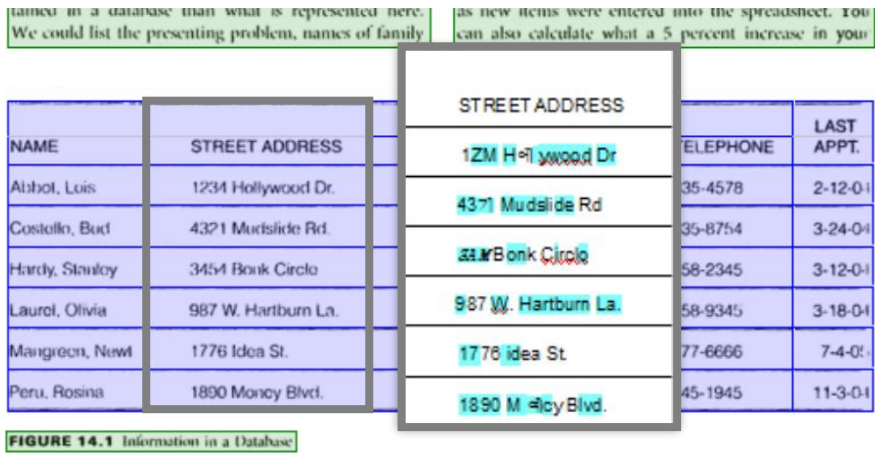 tained in a database than what is represented here.
We could list the presenting problem, names of family
as new items were entered into the spreadsheet. You
can also calculate what a 5 percent increase in your
NAME STREET ADDRESS TELEPHONE LAST APPT.
Abbot, Lois 1234 Hollywood Dr. 35-4578 2-12-0
Costello, Bud 4321 Mudslide Rd. 35-8754 3-24-0
Hardy, Stanley 3454 Bonk Circle 58-2345 3-12-0
Laurel, Olivia 987 W. Hartburn La. 58-9345 3-18-0
Mangreen, Newt 1776 Idea St. 77-6666 7-4-0
Peru, Rosina 1890 Money Blvd. 45-1945 11-3-0
STREET ADDRESS
1ZM Hली ywood Dr
Mudslide Rd
Bonk Circlo
987 W. Hartburn La.
1776 idea St
1890 M Blvd.
FIGURE 14.1 Information in a Database